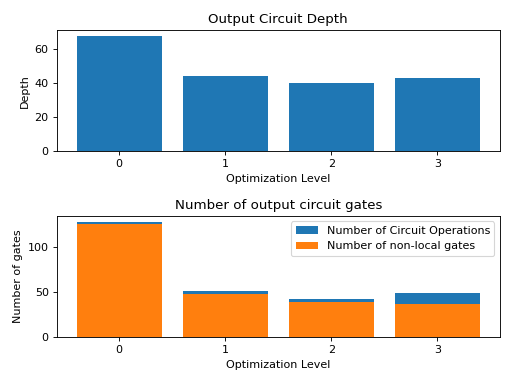 Output Circuit Depth
60
40
20
0
Depth
0 1 2 3
Optimization Level
Number of output circuit gates
100
50
0
Number of gates
Number of Circuit Operations
Number of non-local gates
0 1 2 3
Optimization Level